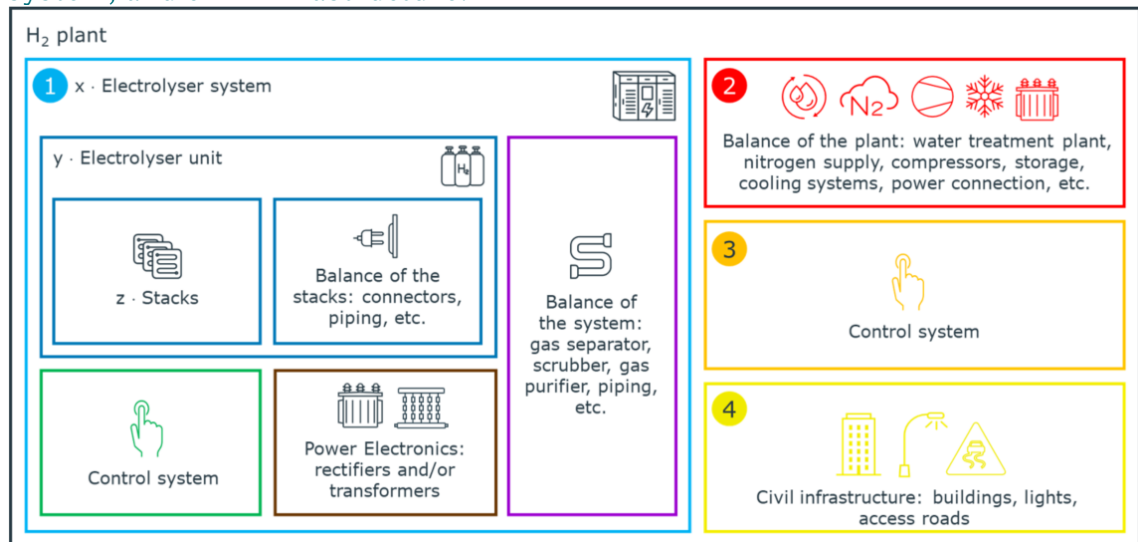 H₂ plant
1 x · Electrolyser system
y · Electrolyser unit
H₂
z · Stacks
Balance of the
stacks: connectors,
piping, etc.
Control system
Power Electronics:
rectifiers and/or
transformers
Balance of
the system:
gas separator,
scrubber, gas
purifier, piping,
etc.
2
N2
Balance of the plant: water treatment plant,
nitrogen supply, compressors, storage,
cooling systems, power connection, etc.
3
Control system
4
Civil infrastructure: buildings, lights,
access roads